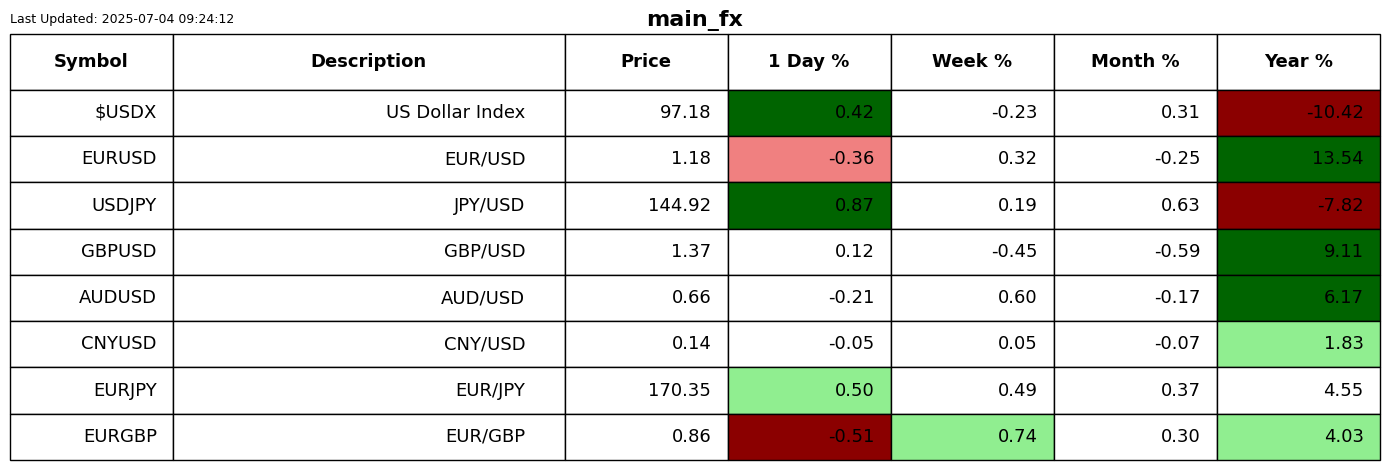 Last Updated: 2025-07-04 09:24:12
main_fx
Symbol Description Price 1 Day % Week % Month % Year %
$USDX US Dollar Index 97.18 0.42 -0.23 0.31 -10.42
EURUSD EUR/USD 1.18 -0.36 0.32 -0.25 13.54
USDJPY JPY/USD 144.92 0.87 0.19 0.63 -7.82
GBPUSD GBP/USD 1.37 0.12 -0.45 -0.59 9.11
AUDUSD AUD/USD 0.66 -0.21 0.60 -0.17 6.17
CNYUSD CNY/USD 0.14 -0.05 0.05 -0.07 1.83
EURJPY EUR/JPY 170.35 0.50 0.49 0.37 4.55
EURGBP EUR/GBP 0.86 -0.51 0.74 0.30 4.03